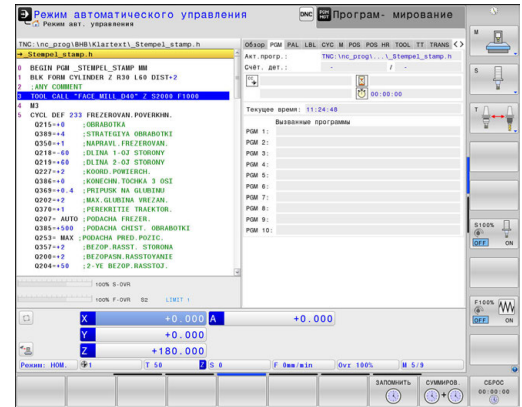 Режим автоматического управления
Режим авт. управления
DNC
Програм- мирование
TNC:\nc_prog\BHB\Klartext\_Stempel_stamp.h
→_Stempel_stamp.h
0 BEGIN PGM _STEMPEL_STAMP MM
1 BLK FORM CYLINDER Z R30 L60 DIST+2
2 ;ANY COMMENT
3 TOOL CALL "FACE_MILL_D40" Z S2000 F1000
4 M3
5 CYCL DEF 233 FREZEROVAN.POVERKHN.
Q215=+0 ;OBRABOTKA
Q389=+4 ;STRATEGIYA OBRABOTKI
Q350=+1 ;NAPRAVL.FREZEROVAN.
Q218=-60 ;DLINA 1-OJ STORONY
Q219=+60 ;DLINA 2-OJ STORONY
Q227=+2 ;KOORD.POWIERCH.
Q386=+0 ;KONECHN.TOCHKA 3 OSI
Q369=+0.4 ;PRIPUSK NA GLUBINU
Q202=+2 ;MAX.GLUBINA VREZAN.
Q370=+1 ;PEREKRITIE TRAEKTOR.
Q207= AUTO ;PODACHA FREZER.
Q385=+500 ;PODACHA CHIST. OBRABOTKI
Q253= MAX ;PODACHA PRED.POZIC.
Q357=+2 ;BEZOP.RASST. STORONA
Q200=+2 ;BEZOPASN.RASSTOYANIE
Q204=+50 ;2-YE BEZOP.RASSTOJ.
Обзор PGM PAL LBL CYC M POS POS HR TOOL TT TRANS
Акт.прогр.: TNC:\nc_prog\...\_Stempel_stamp.h
Счёт. дет.: - / -
00:00:00
Текущее время: 11:24:48
Вызванные программы
PGM 1:
PGM 2:
PGM 3:
PGM 4:
PGM 5:
PGM 6:
PGM 7:
PGM 8:
PGM 9:
PGM 10:
100% S-OVR
100% F-OVR S2 LIMIT 1
X +0.000 A +0.000
Y +0.000
Z +180.000
Режим: НОМ. 1 T 50 Z S 0 F 0mm/min Ovr 100% M 5/9
M
S
T
S100%
OFF ON
F100%
OFF ON
ЗАПОМНИТЬ
СУММИРОВ.
СБРОС
00:00:00